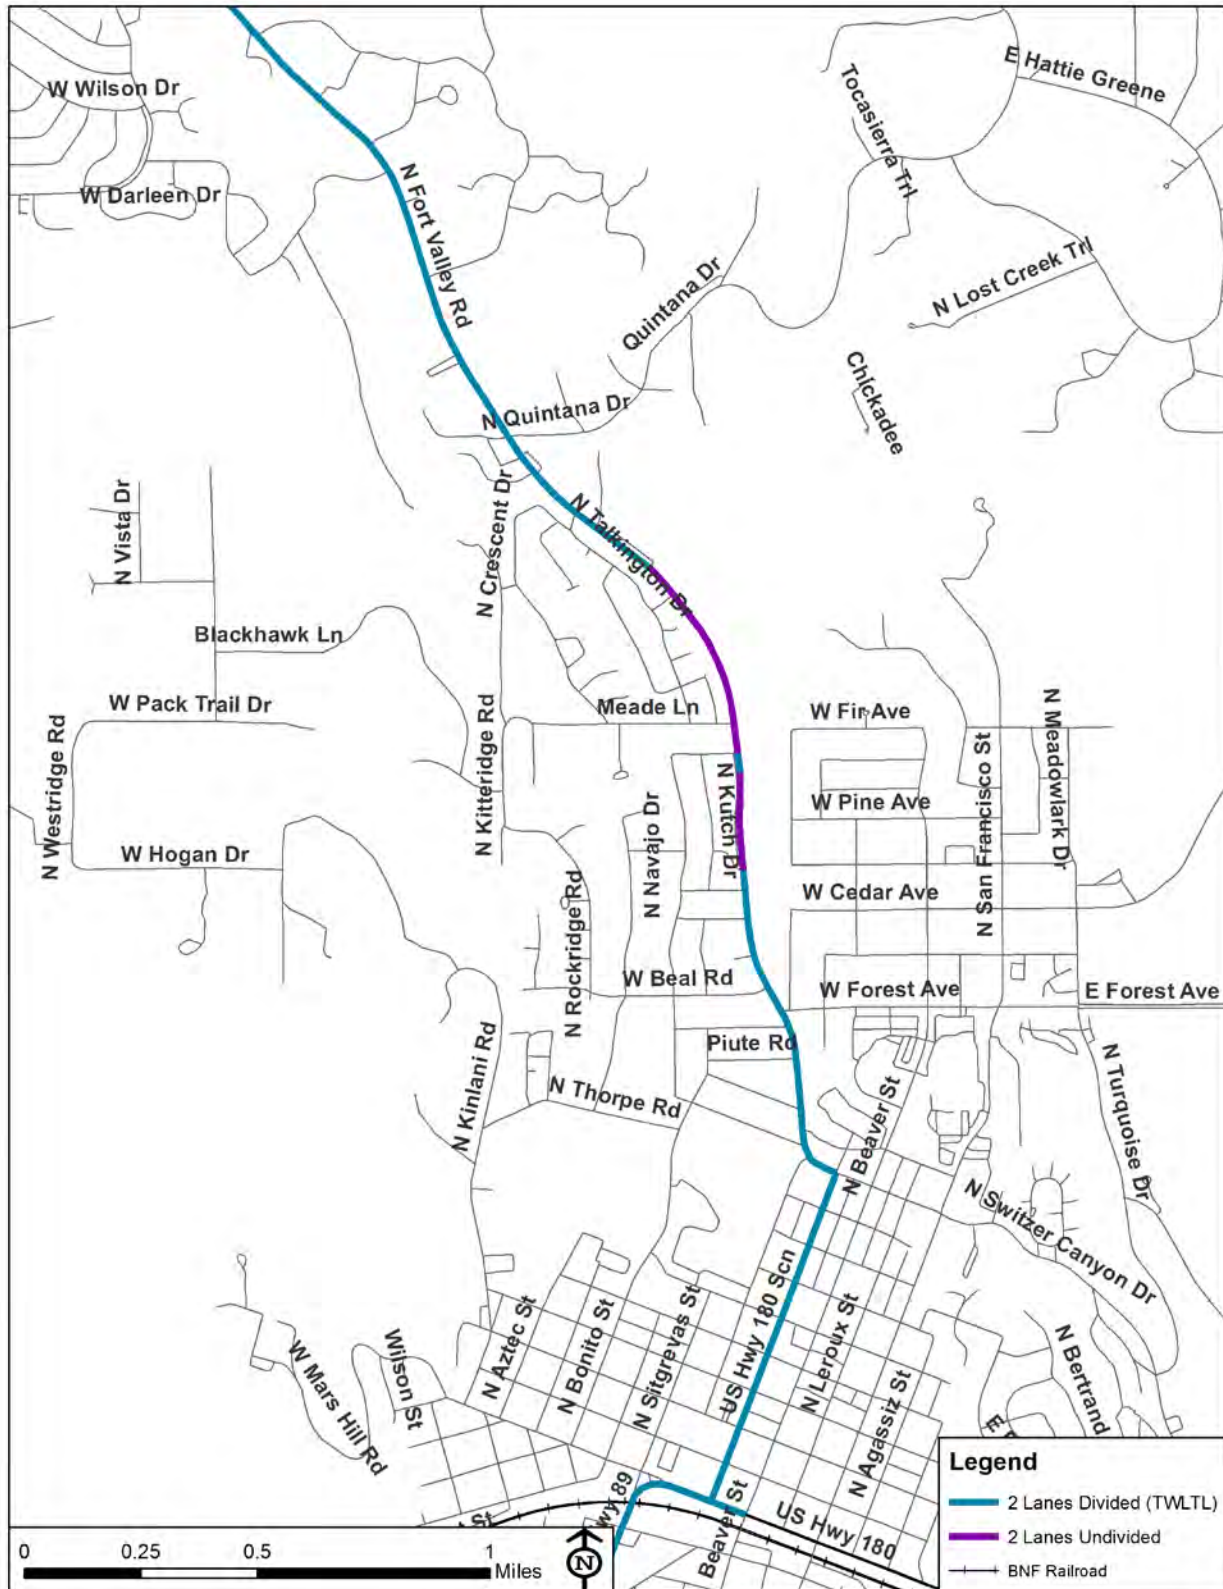 W Wilson Dr
E Hattie Greene
Tocasierra Trl
W Darleen Dr
N Fort Valley Rd
N Lost Creek Trl
Quintana Dr
Chickadee
N Quintana Dr
N Vista Dr
N Crescent Dr
N Talkington Dr
Blackhawk Ln
W Pack Trail Dr
Meade Ln
W Fir Ave
N Meadowlark Dr
N Westridge Rd
N Kitteridge Rd
N Kutch Dr
N San Francisco St
W Pine Ave
N Navajo Dr
W Hogan Dr
W Cedar Ave
N Rockridge Rd
W Beal Rd
W Forest Ave
E Forest Ave
Piute Rd
N Kinlani Rd
N Thorpe Rd
N Beaver St
N Turquoise Dr
N Switzer Canyon Dr
US Hwy 180 Scn
N Aztec St
N Bonito St
N Sitgrevas St
N Leroux St
W Mars Hill Rd
Wilson St
N Agassiz St
N Bertrand
Beaver St
US Hwy 180
Legend
2 Lanes Divided (TWLTL)
2 Lanes Undivided
BNF Railroad
0 0.25 0.5 1 Miles
N